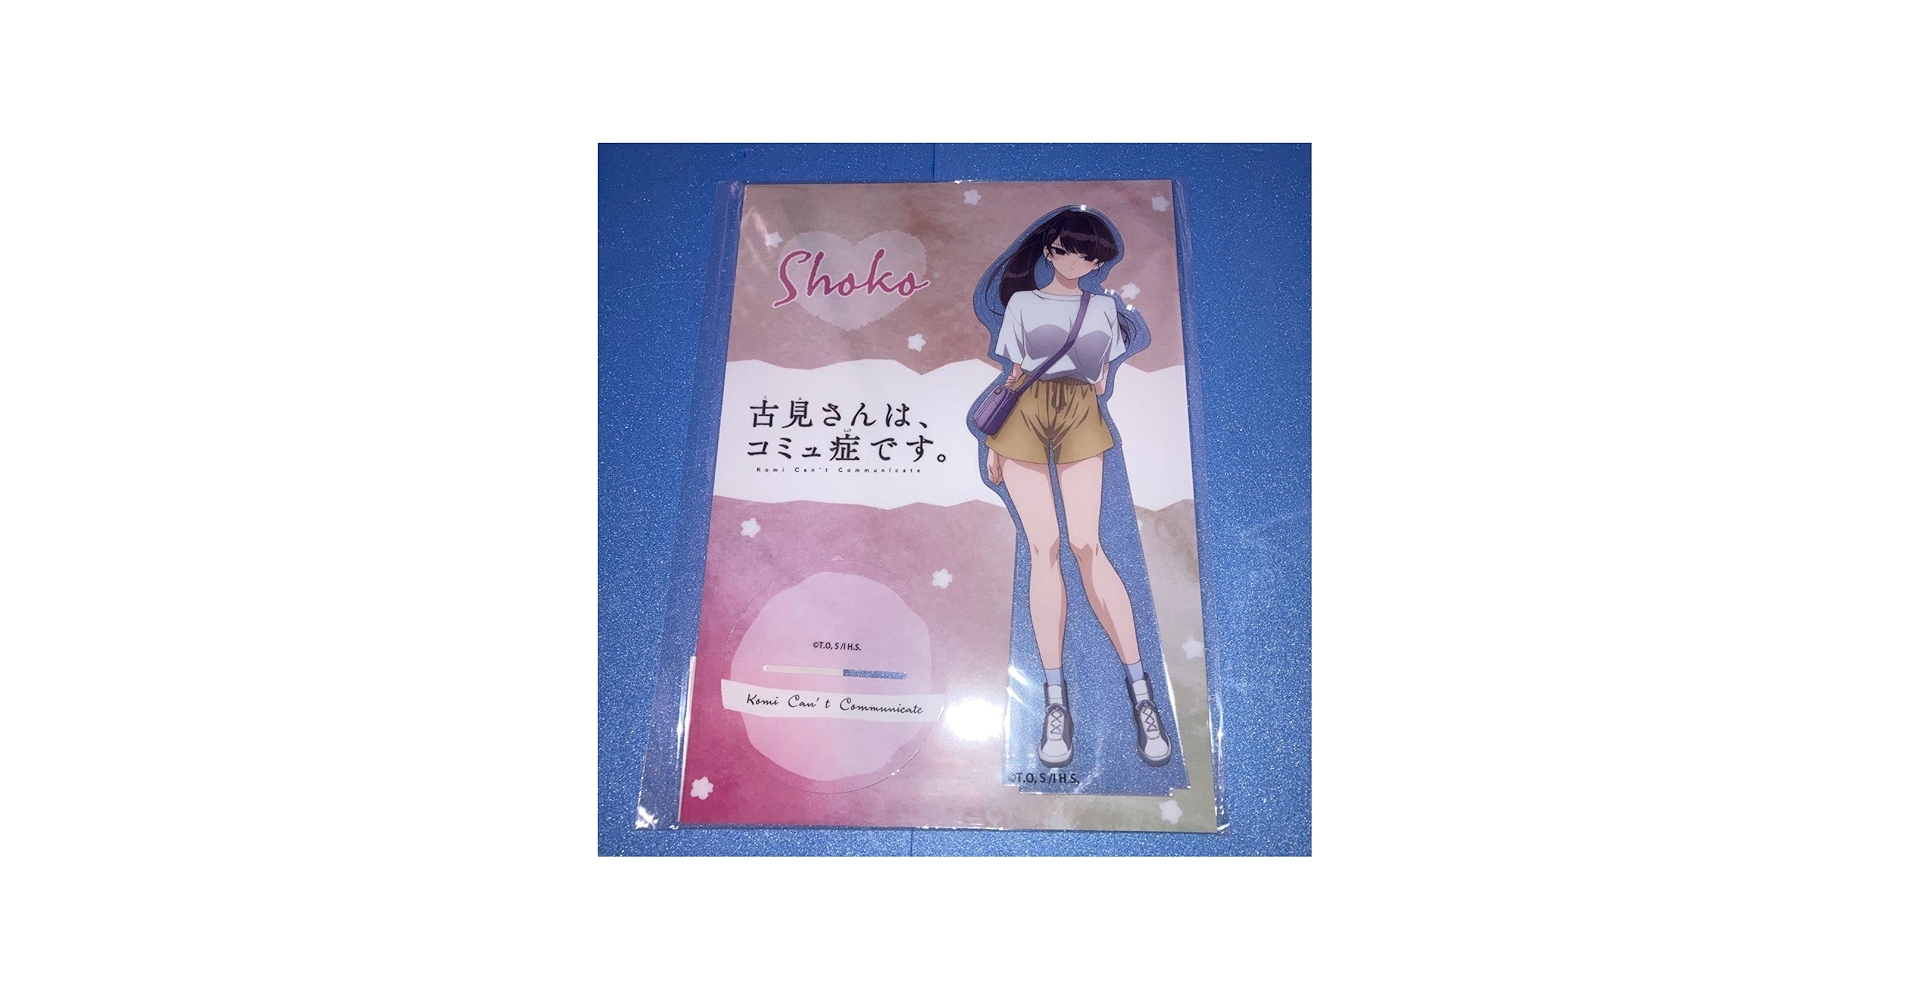 Shoko
古見さんは、
コミュ症です。
Komi Can't Communicate
©T.O, S /I H.S.
Komi Can't Communicate
©T.O, S /I H.S.